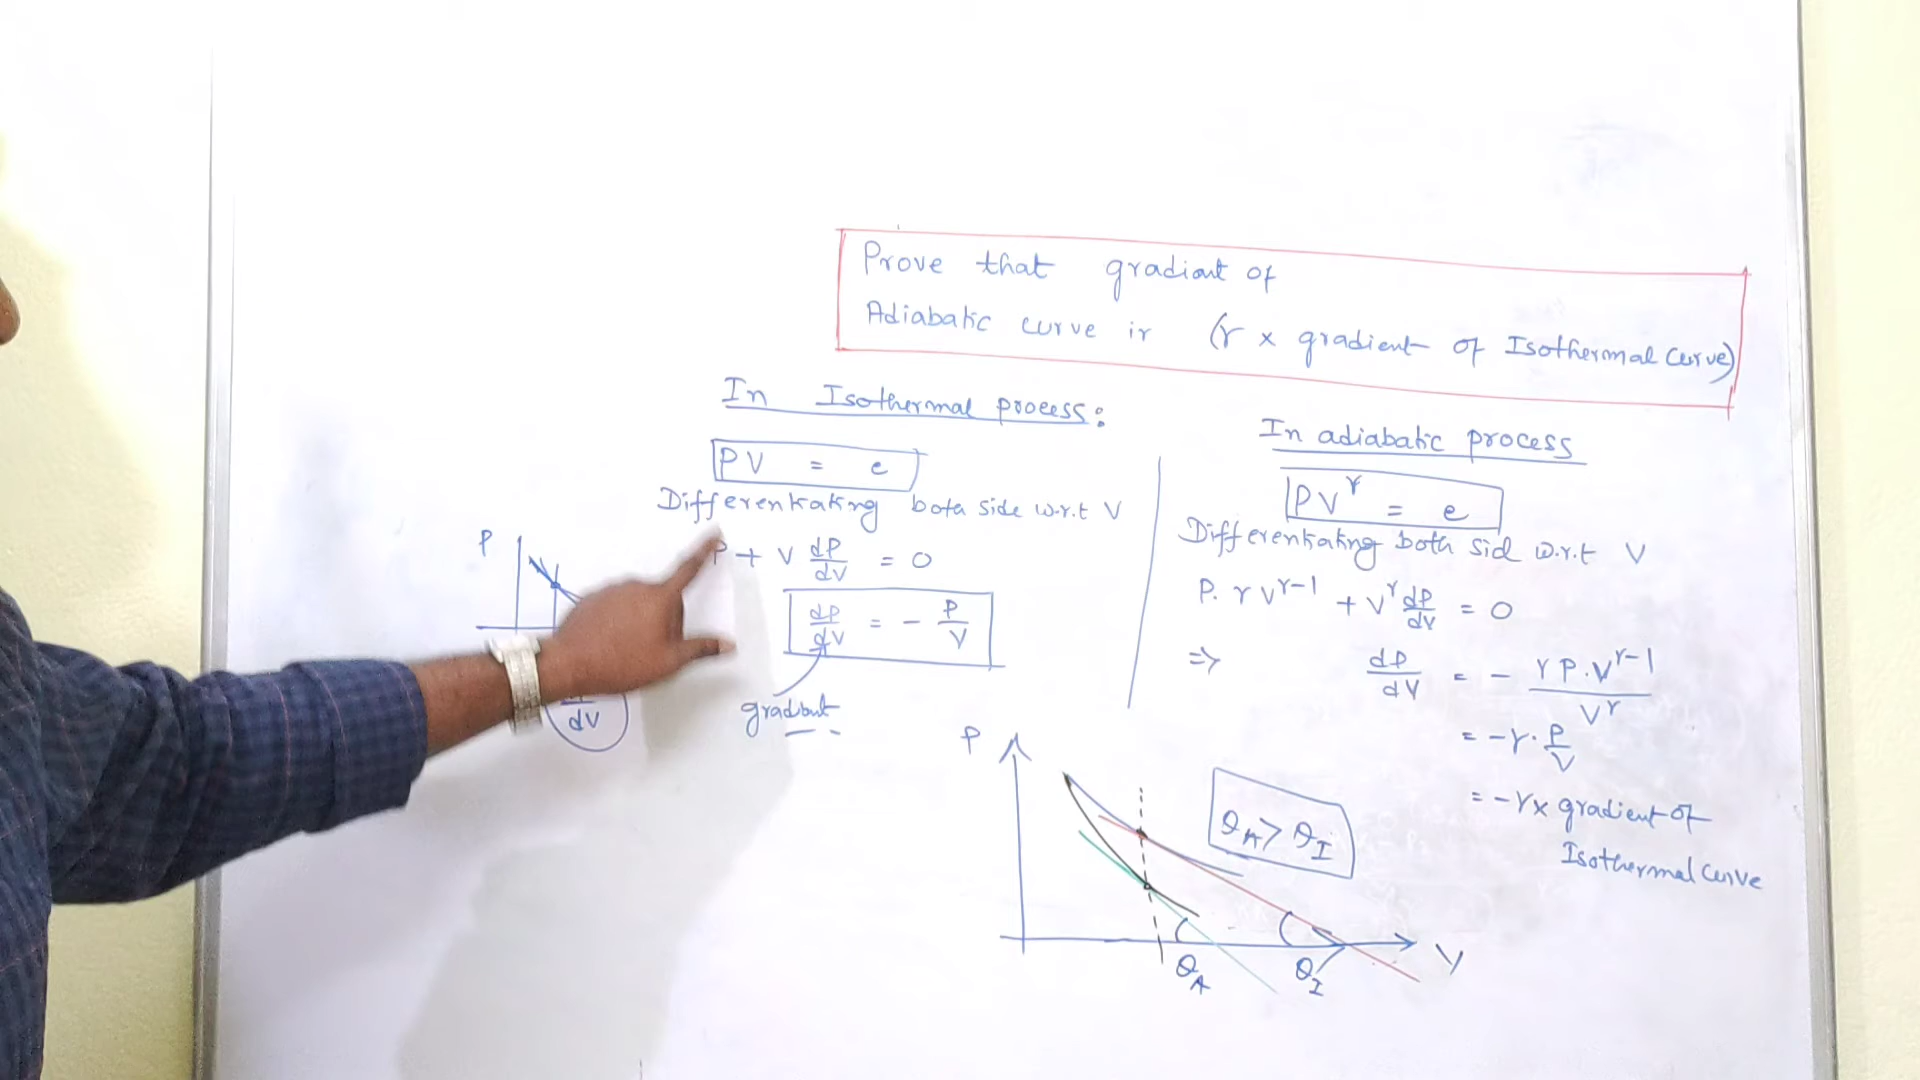 Prove that gradiant of
Adiabatic curve is (γ × gradient of Isothermal curve)
In Isothermal process:
PV = c
Differentiating both side w.r.t V
P + V dP/dV = 0
dP/dV = - P/V
gradiant
P
dV
In adiabatic process
PV^γ = c
Differentiating both sid w.r.t V
P. γ V^γ-1 + V^γ dP/dV = 0
=> dP/dV = - γ P.V^γ-1 / V^γ
= -γ. P/V
= -γ× gradient of
Isothermal curve
P
θA > θI
θA θI
V